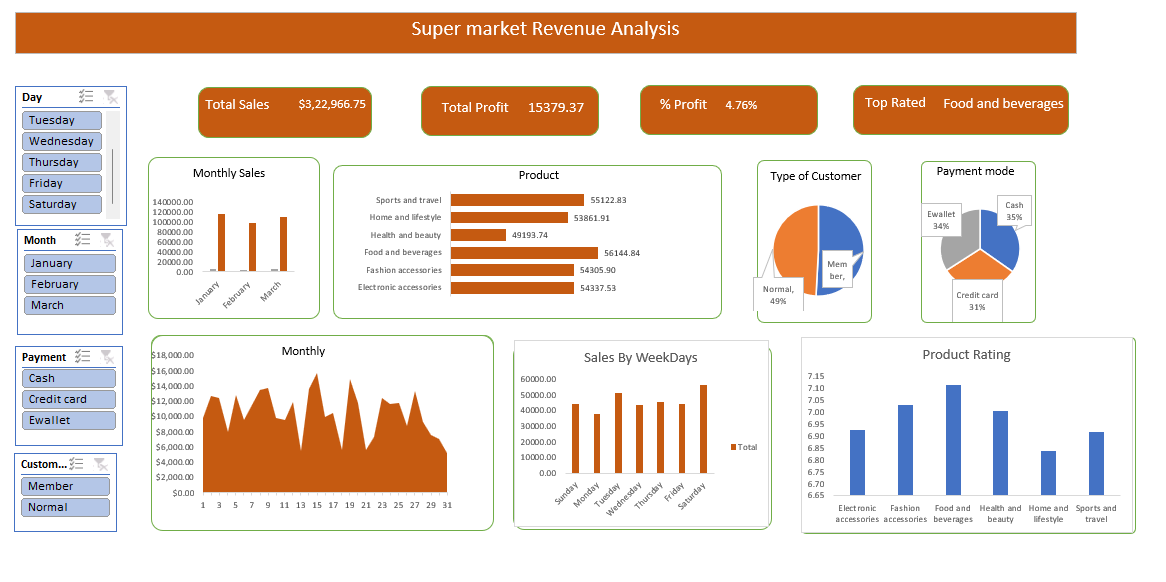 Super market Revenue Analysis
Day
Tuesday
Wednesday
Thursday
Friday
Saturday
Month
January
February
March
Payment
Cash
Credit card
Ewallet
Custom...
Member
Normal
Total Sales $3,22,966.75
Total Profit 15379.37
% Profit 4.76%
Top Rated Food and beverages
Monthly Sales
140000.00
120000.00
100000.00
80000.00
60000.00
40000.00
20000.00
0.00
January
February
March
Product
Sports and travel 55122.83
Home and lifestyle 53861.91
Health and beauty 49193.74
Food and beverages 56144.84
Fashion accessories 54305.90
Electronic accessories 54337.53
Type of Customer
Mem
ber,
Normal,
49%
Payment mode
Cash
35%
Ewallet
34%
Credit card
31%
Monthly
$18,000.00
$16,000.00
$14,000.00
$12,000.00
$10,000.00
$8,000.00
$6,000.00
$4,000.00
$2,000.00
$0.00
1 3 5 7 9 11 13 15 17 19 21 23 25 27 29 31
Sales By WeekDays
60000.00
50000.00
40000.00
30000.00
20000.00
10000.00
0.00
Sunday
Monday
Tuesday
Wednesday
Thursday
Friday
Saturday
Total
Product Rating
7.15
7.10
7.05
7.00
6.95
6.90
6.85
6.80
6.75
6.70
6.65
Electronic
accessories
Fashion
accessories
Food and
beverages
Health and
beauty
Home and
lifestyle
Sports and
travel